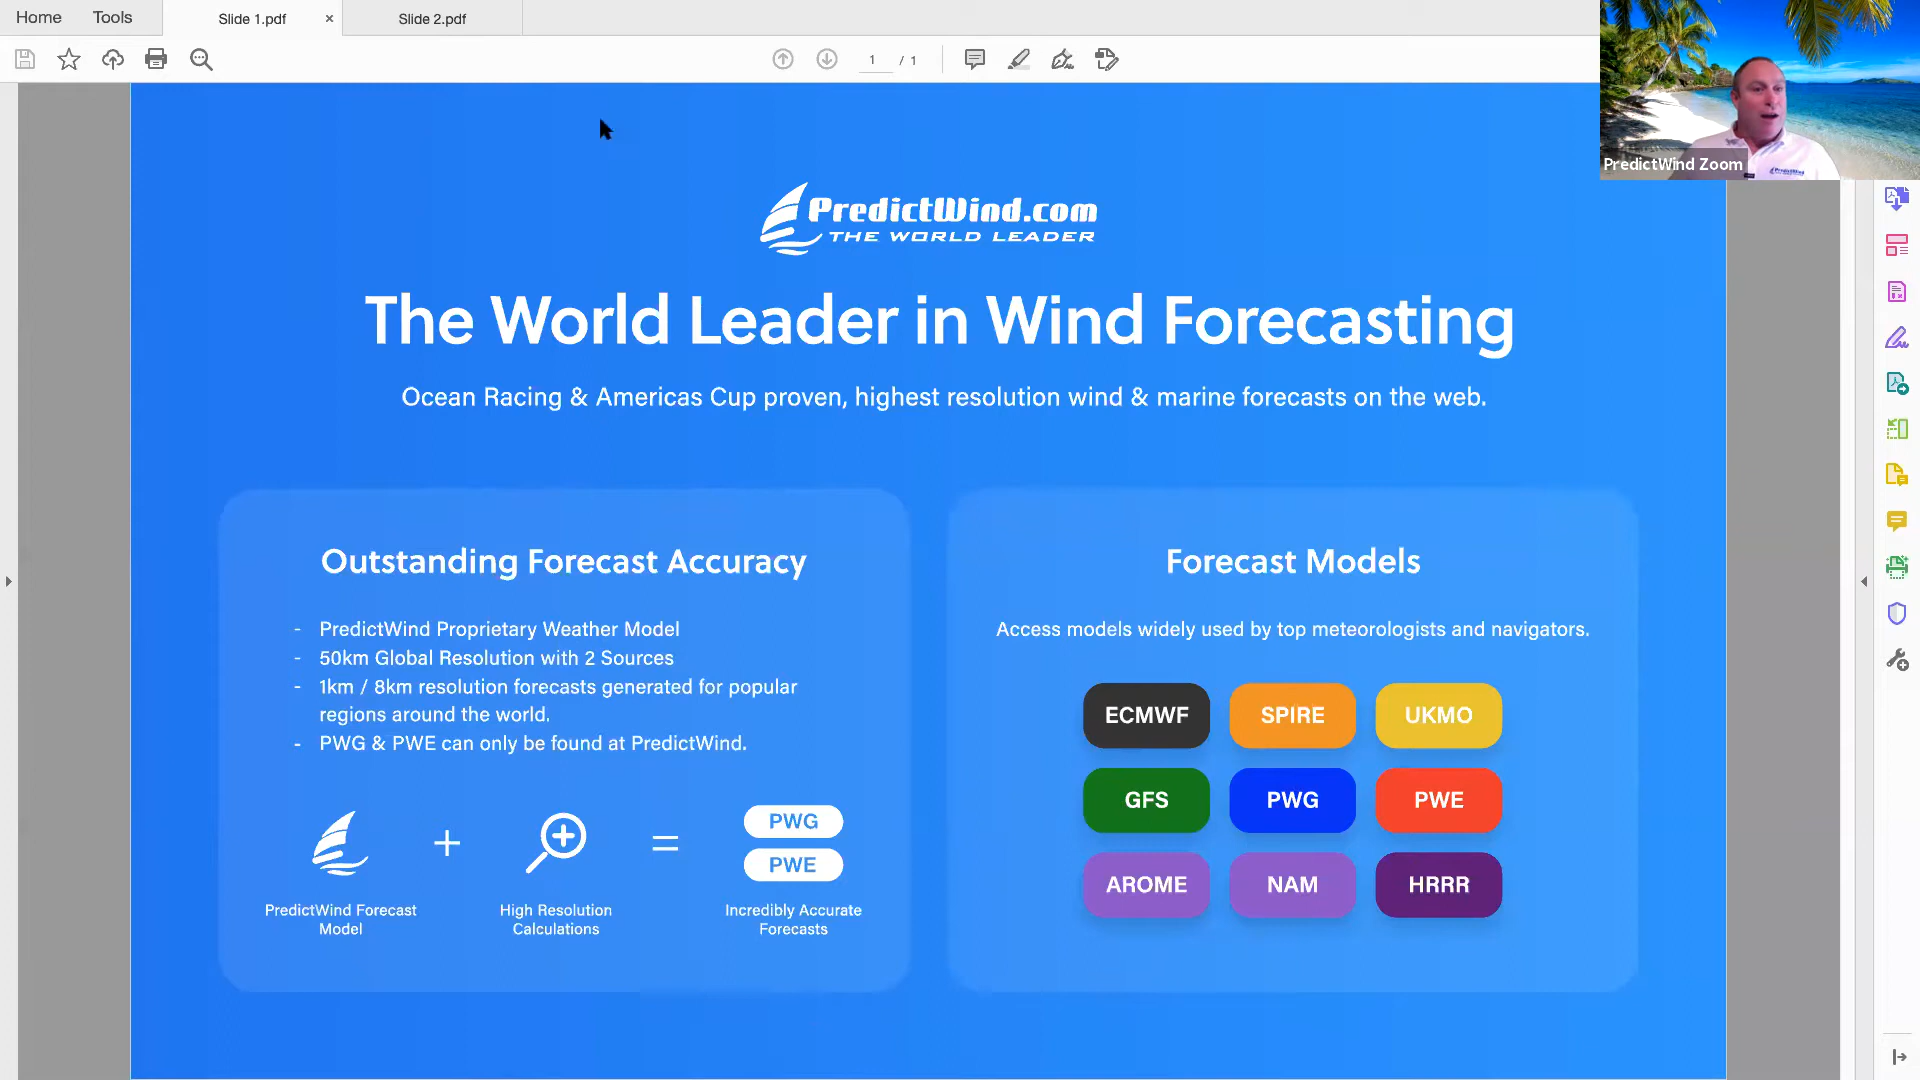 Home
Tools
Slide 1.pdf
Slide 2.pdf
1 / 1
PredictWind Zoom
PredictWind
PredictWind.com
THE WORLD LEADER
The World Leader in Wind Forecasting
Ocean Racing & Americas Cup proven, highest resolution wind & marine forecasts on the web.
Outstanding Forecast Accuracy
- PredictWind Proprietary Weather Model
- 50km Global Resolution with 2 Sources
- 1km / 8km resolution forecasts generated for popular
regions around the world.
- PWG & PWE can only be found at PredictWind.
+
=
PWG
PWE
PredictWind Forecast
Model
High Resolution
Calculations
Incredibly Accurate
Forecasts
Forecast Models
Access models widely used by top meteorologists and navigators.
ECMWF
SPIRE
UKMO
GFS
PWG
PWE
AROME
NAM
HRRR